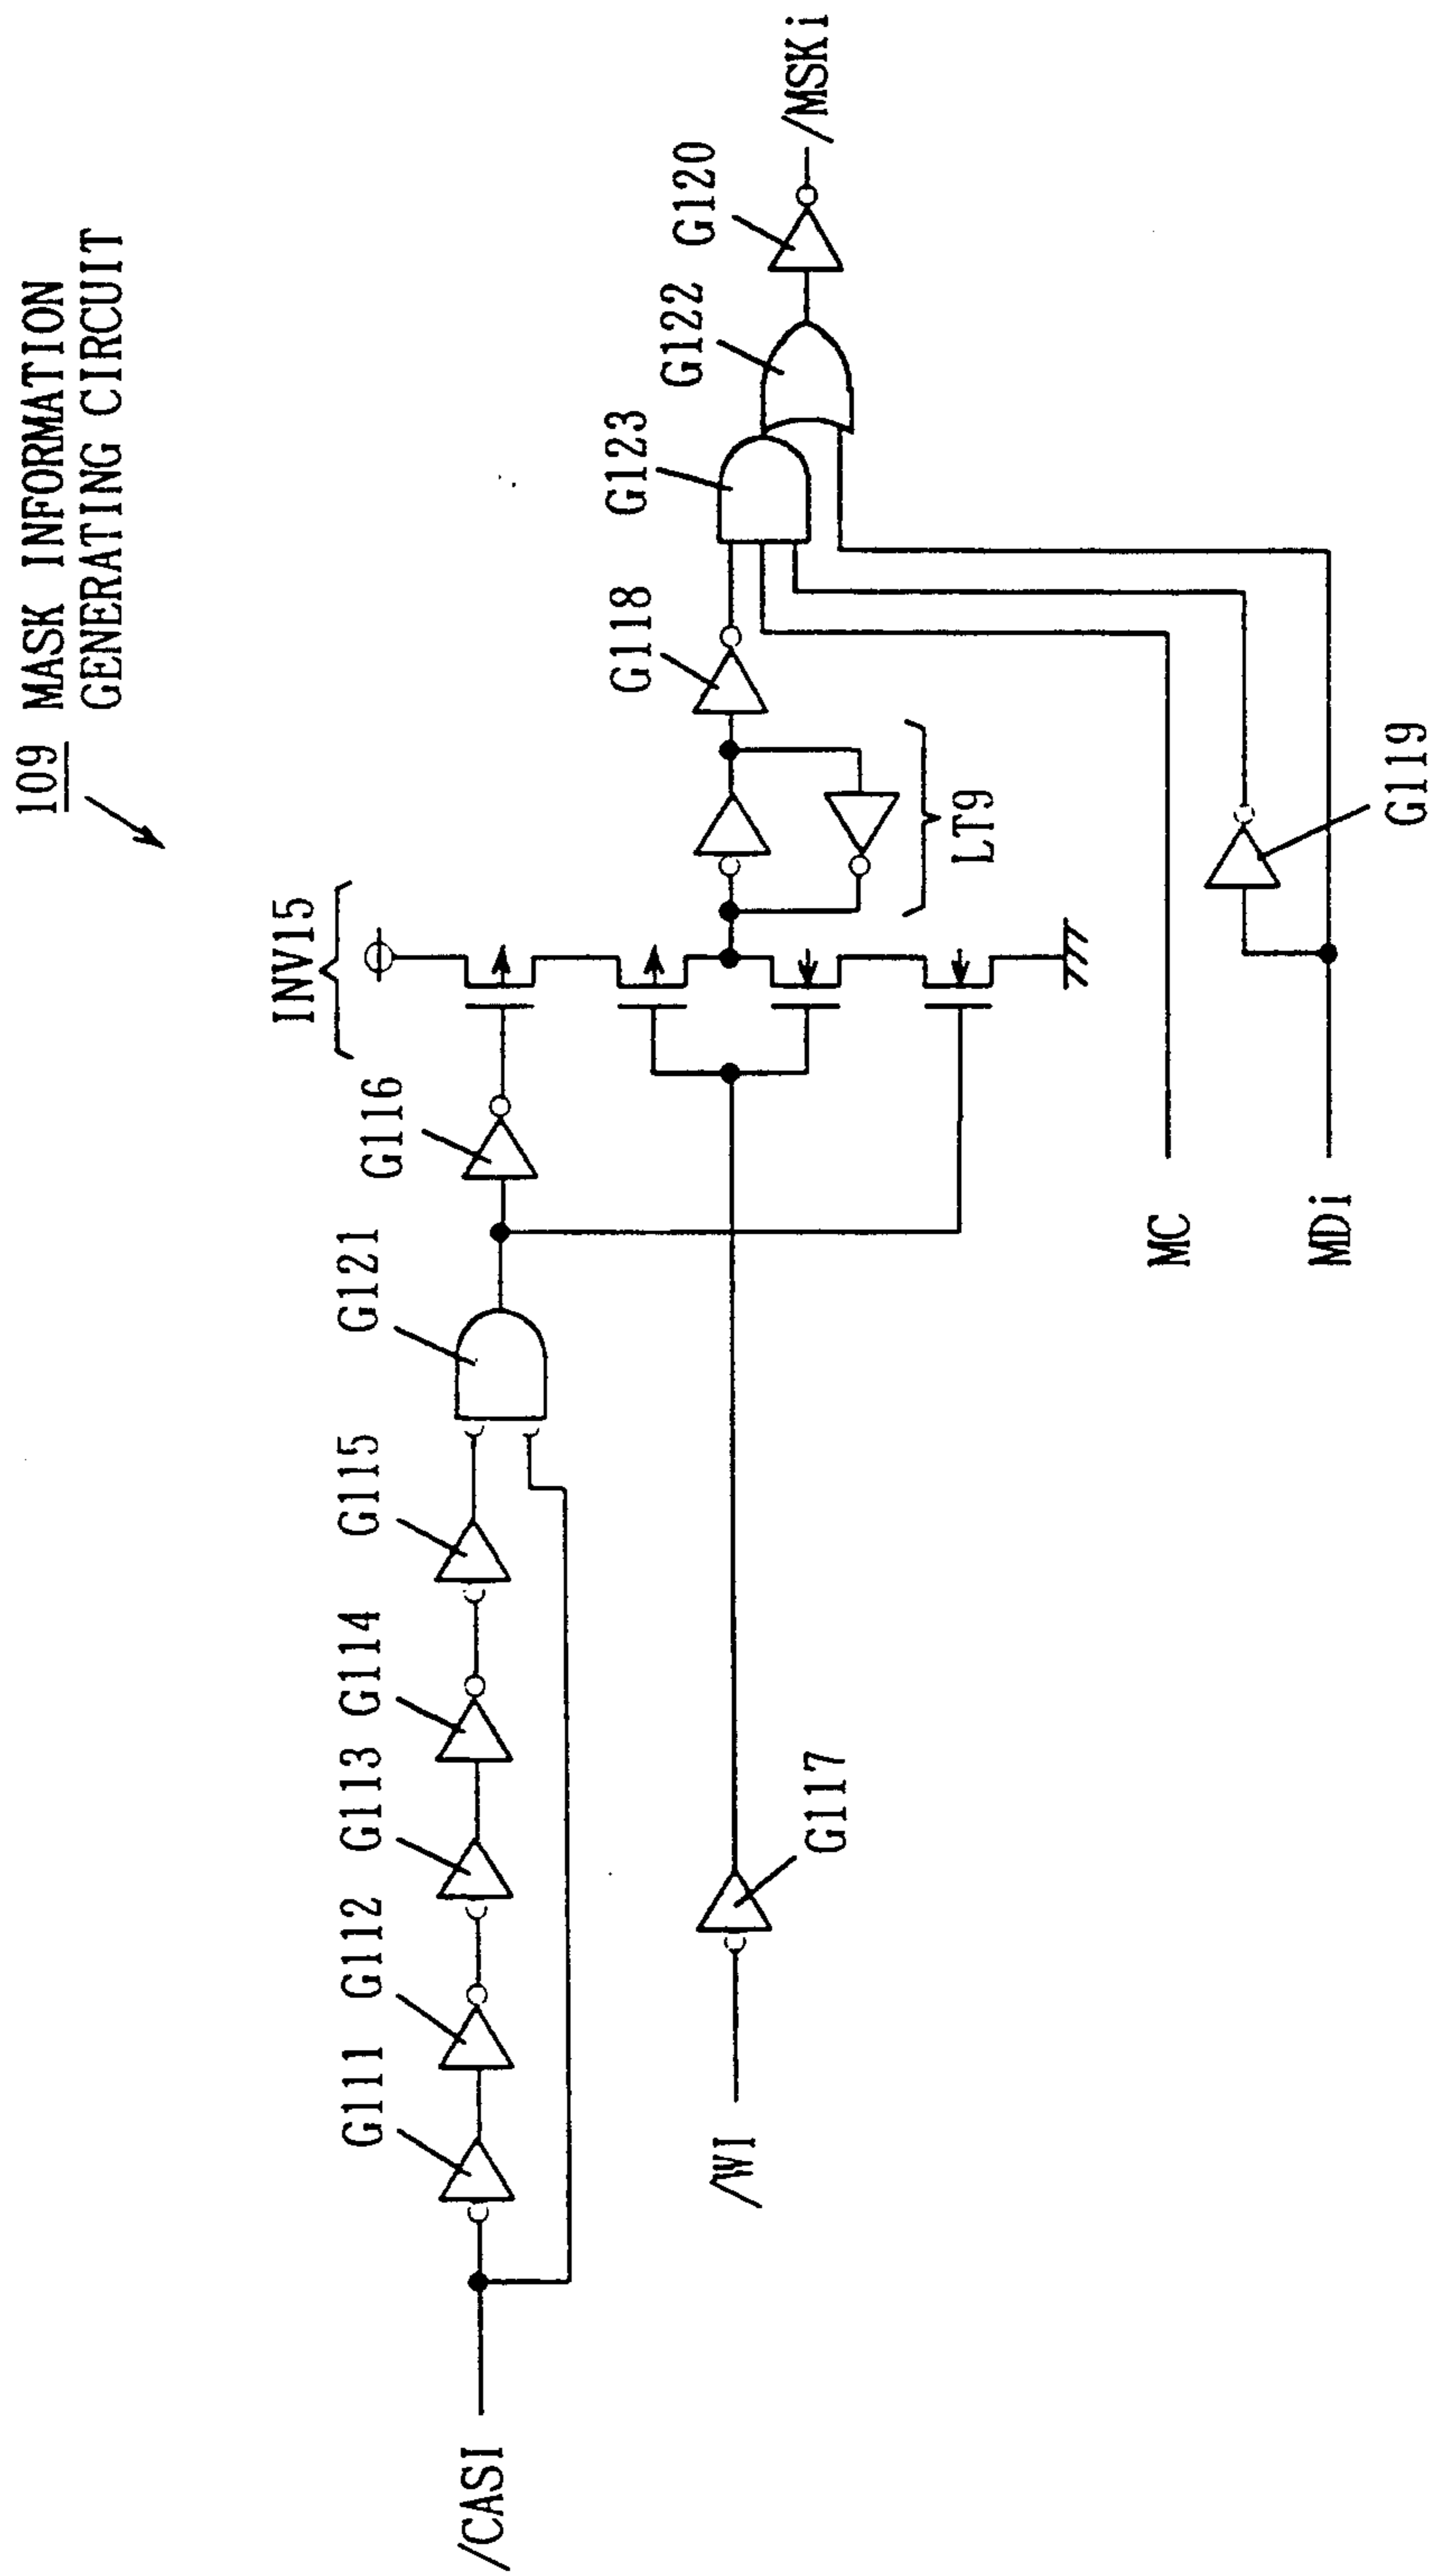 109 MASK INFORMATION
GENERATING CIRCUIT
/CASI
G111
G112
G113
G114
G115
G121
G116
INV15
/WI
G117
LT9
G118
G123
G122
G120
/MSKi
MC
MDi
G119